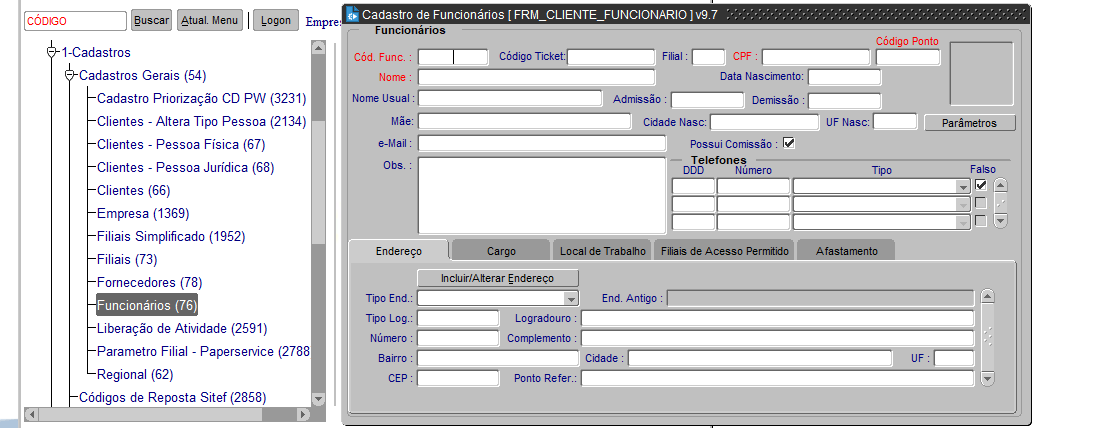 CÓDIGO Buscar Atual. Menu Logon Empre
1-Cadastros
Cadastros Gerais (54)
Cadastro Priorização CD PW (3231)
Clientes - Altera Tipo Pessoa (2134)
Clientes - Pessoa Física (67)
Clientes - Pessoa Jurídica (68)
Clientes (66)
Empresa (1369)
Filiais Simplificado (1952)
Filiais (73)
Fornecedores (78)
Funcionários (76)
Liberação de Atividade (2591)
Parametro Filial - Paperservice (2788
Regional (62)
Códigos de Reposta Sitef (2858)
Cadastro de Funcionários [ FRM_CLIENTE_FUNCIONARIO ] v9.7
Funcionários
Código Ponto
Cód. Func. : Código Ticket: Filial : CPF :
Nome : Data Nascimento:
Nome Usual : Admissão : Demissão :
Mãe: Cidade Nasc: UF Nasc: Parâmetros
e-Mail : Possui Comissão :
Obs. : Telefones
DDD Número Tipo Falso
Endereço Cargo Local de Trabalho Filiais de Acesso Permitido Afastamento
Incluir/Alterar Endereço
Tipo End.: End. Antigo :
Tipo Log.: Logradouro :
Número : Complemento :
Bairro : Cidade : UF :
CEP : Ponto Refer.: